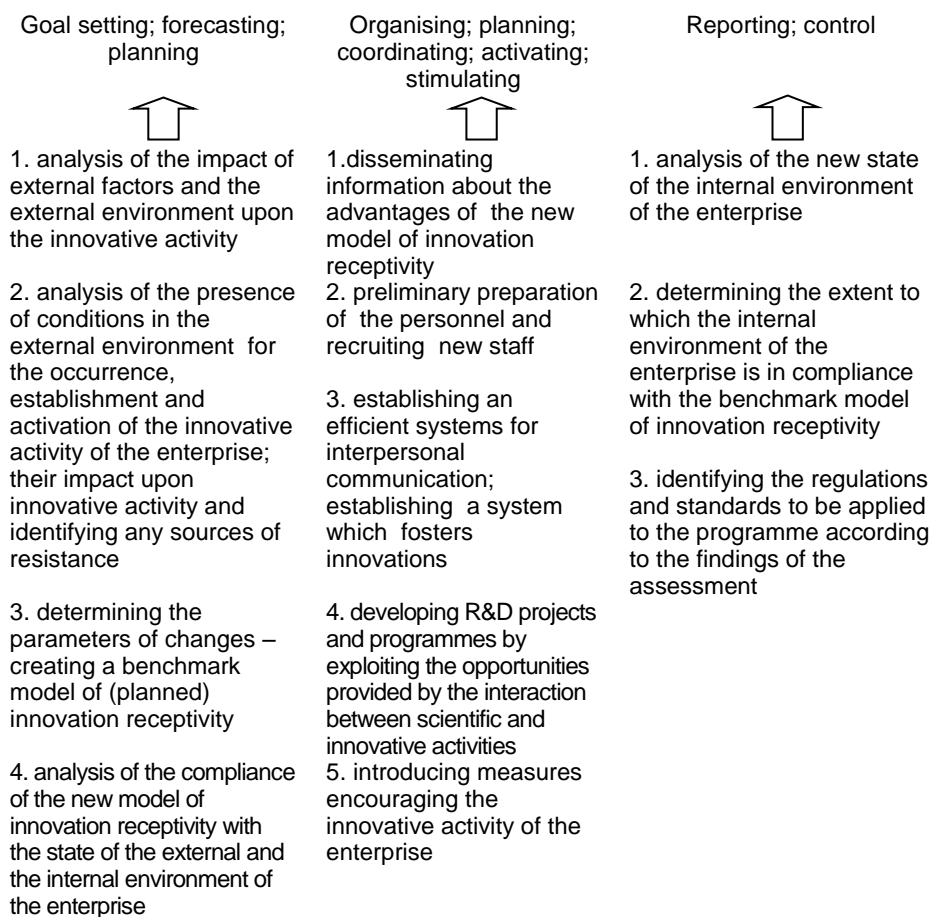 Goal setting; forecasting;
planning
Organising; planning;
coordinating; activating;
stimulating
Reporting; control
1. analysis of the impact of
external factors and the
external environment upon
the innovative activity
2. analysis of the presence
of conditions in the
external environment for
the occurrence,
establishment and
activation of the innovative
activity of the enterprise;
their impact upon
innovative activity and
identifying any sources of
resistance
3. determining the
parameters of changes –
creating a benchmark
model of (planned)
innovation receptivity
4. analysis of the compliance
of the new model of
innovation receptivity with
the state of the external and
the internal environment of
the enterprise
1.disseminating
information about the
advantages of the new
model of innovation
receptivity
2. preliminary preparation
of the personnel and
recruiting new staff
3. establishing an
efficient systems for
interpersonal
communication;
establishing a system
which fosters
innovations
4. developing R&D projects
and programmes by
exploiting the opportunities
provided by the interaction
between scientific and
innovative activities
5. introducing measures
encouraging the
innovative activity of the
enterprise
1. analysis of the new state
of the internal environment
of the enterprise
2. determining the extent to
which the internal
environment of the
enterprise is in compliance
with the benchmark model
of innovation receptivity
3. identifying the regulations
and standards to be applied
to the programme according
to the findings of the
assessment